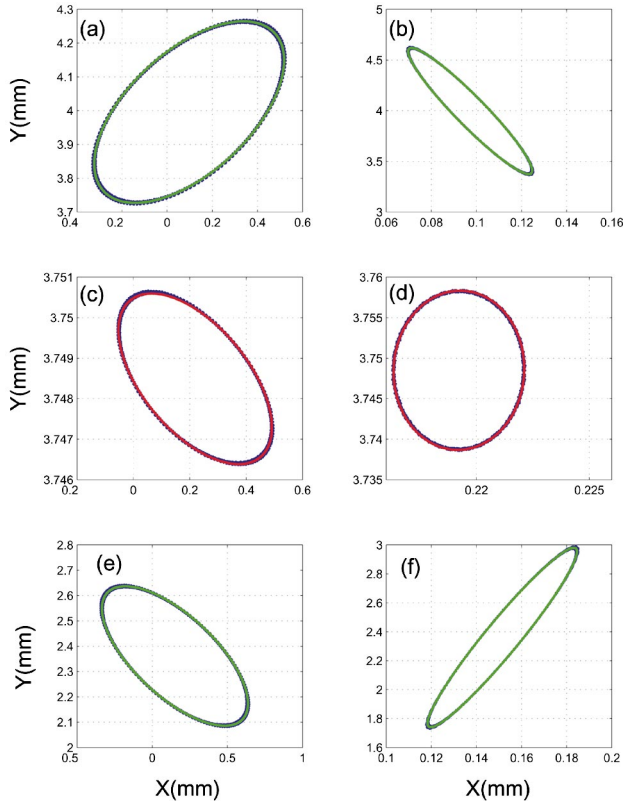 (a)
4.3
4.2
4.1
4
3.9
3.8
3.7
0.4 0.2 0 0.2 0.4 0.6
Y(mm)
(b)
5
4.5
4
3.5
3
0.06 0.08 0.1 0.12 0.14 0.16
(c)
3.751
3.75
3.749
3.748
3.747
3.746
0.2 0 0.2 0.4 0.6
Y(mm)
(d)
3.76
3.755
3.75
3.745
3.74
3.735
0.22 0.225
(e)
2.8
2.7
2.6
2.5
2.4
2.3
2.2
2.1
2
0.5 0 0.5 1
Y(mm)
X(mm)
(f)
3
2.8
2.6
2.4
2.2
2
1.8
1.6
0.1 0.12 0.14 0.16 0.18 0.2
X(mm)